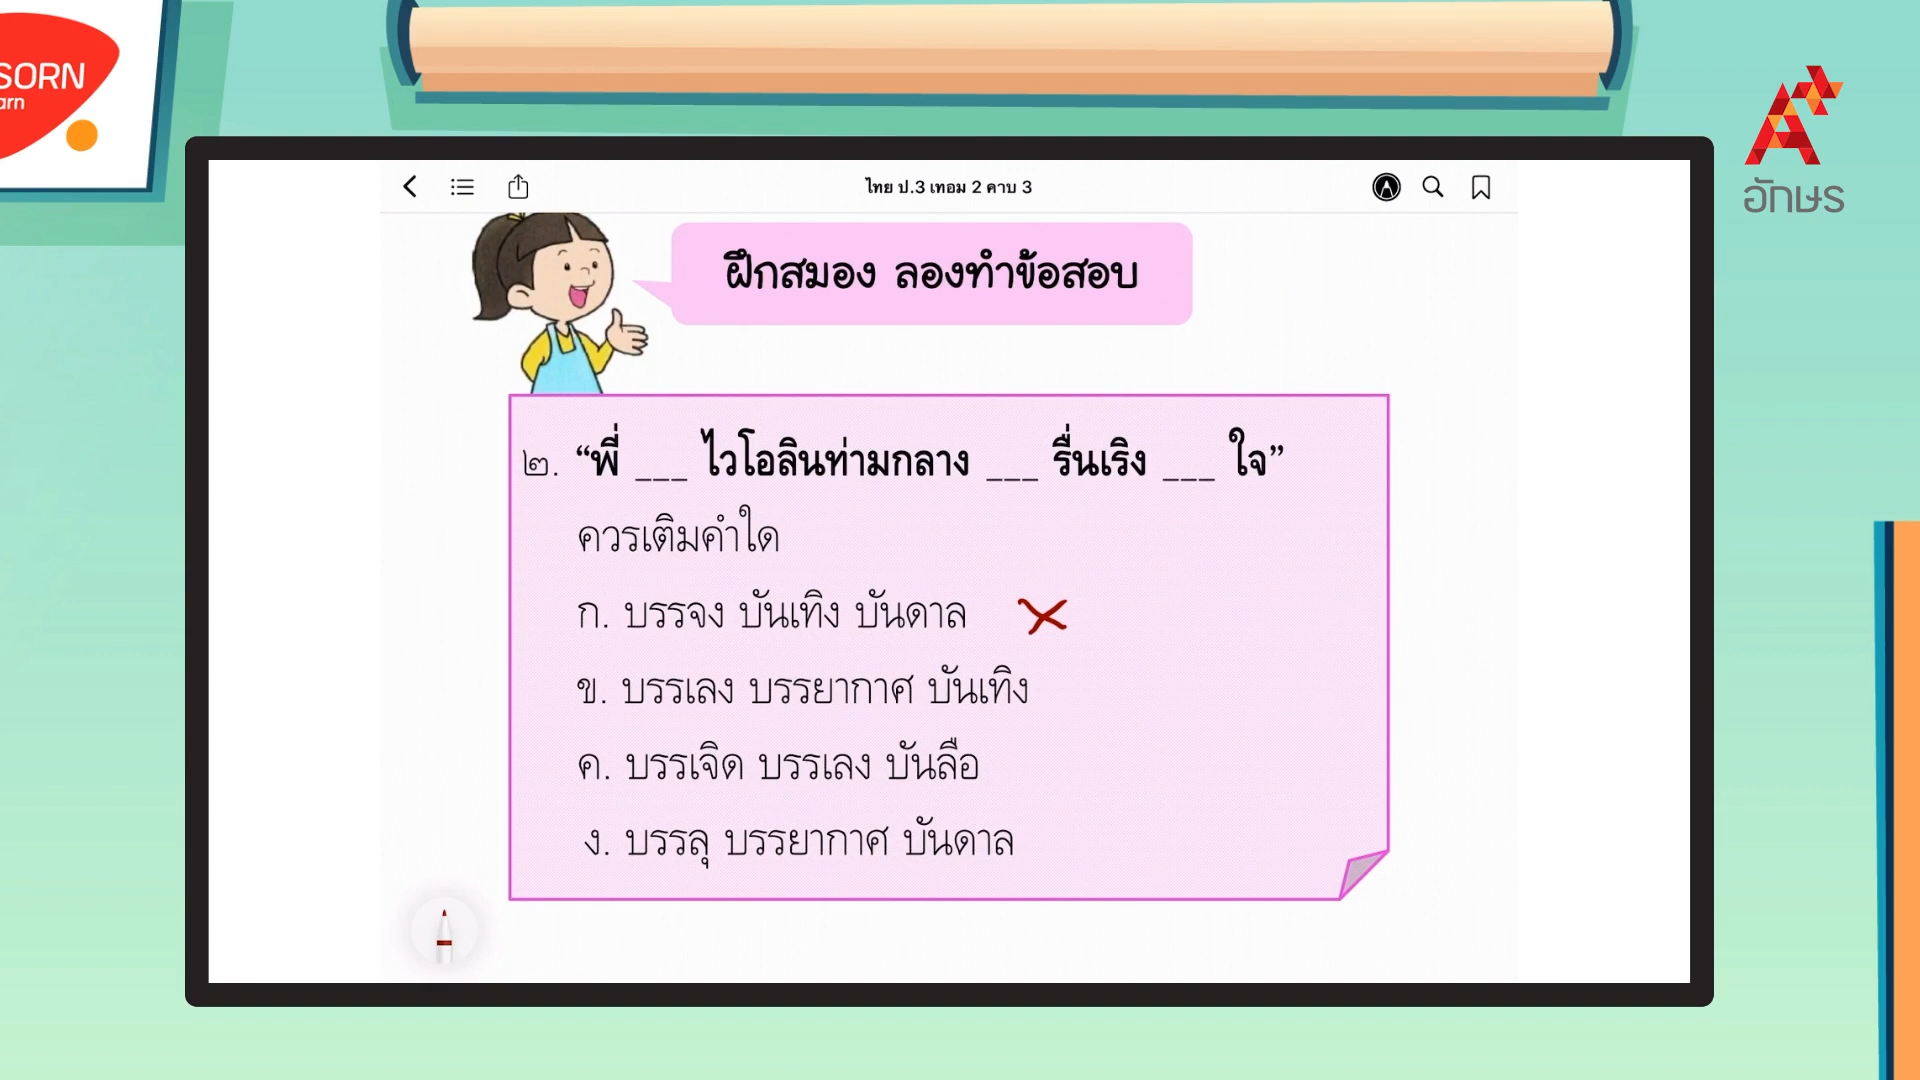 SORN
arn
อักษร
ไทย ป.3 เทอม 2 คาบ 3
ฝึกสมอง ลองทำข้อสอบ
๒. “พี่ ___ ไวโอลินท่ามกลาง ___ รื่นเริง ___ ใจ”
ควรเติมคำใด
ก. บรรจง บันเทิง บันดาล
ข. บรรเลง บรรยากาศ บันเทิง
ค. บรรเจิด บรรเลง บันลือ
ง. บรรลุ บรรยากาศ บันดาล